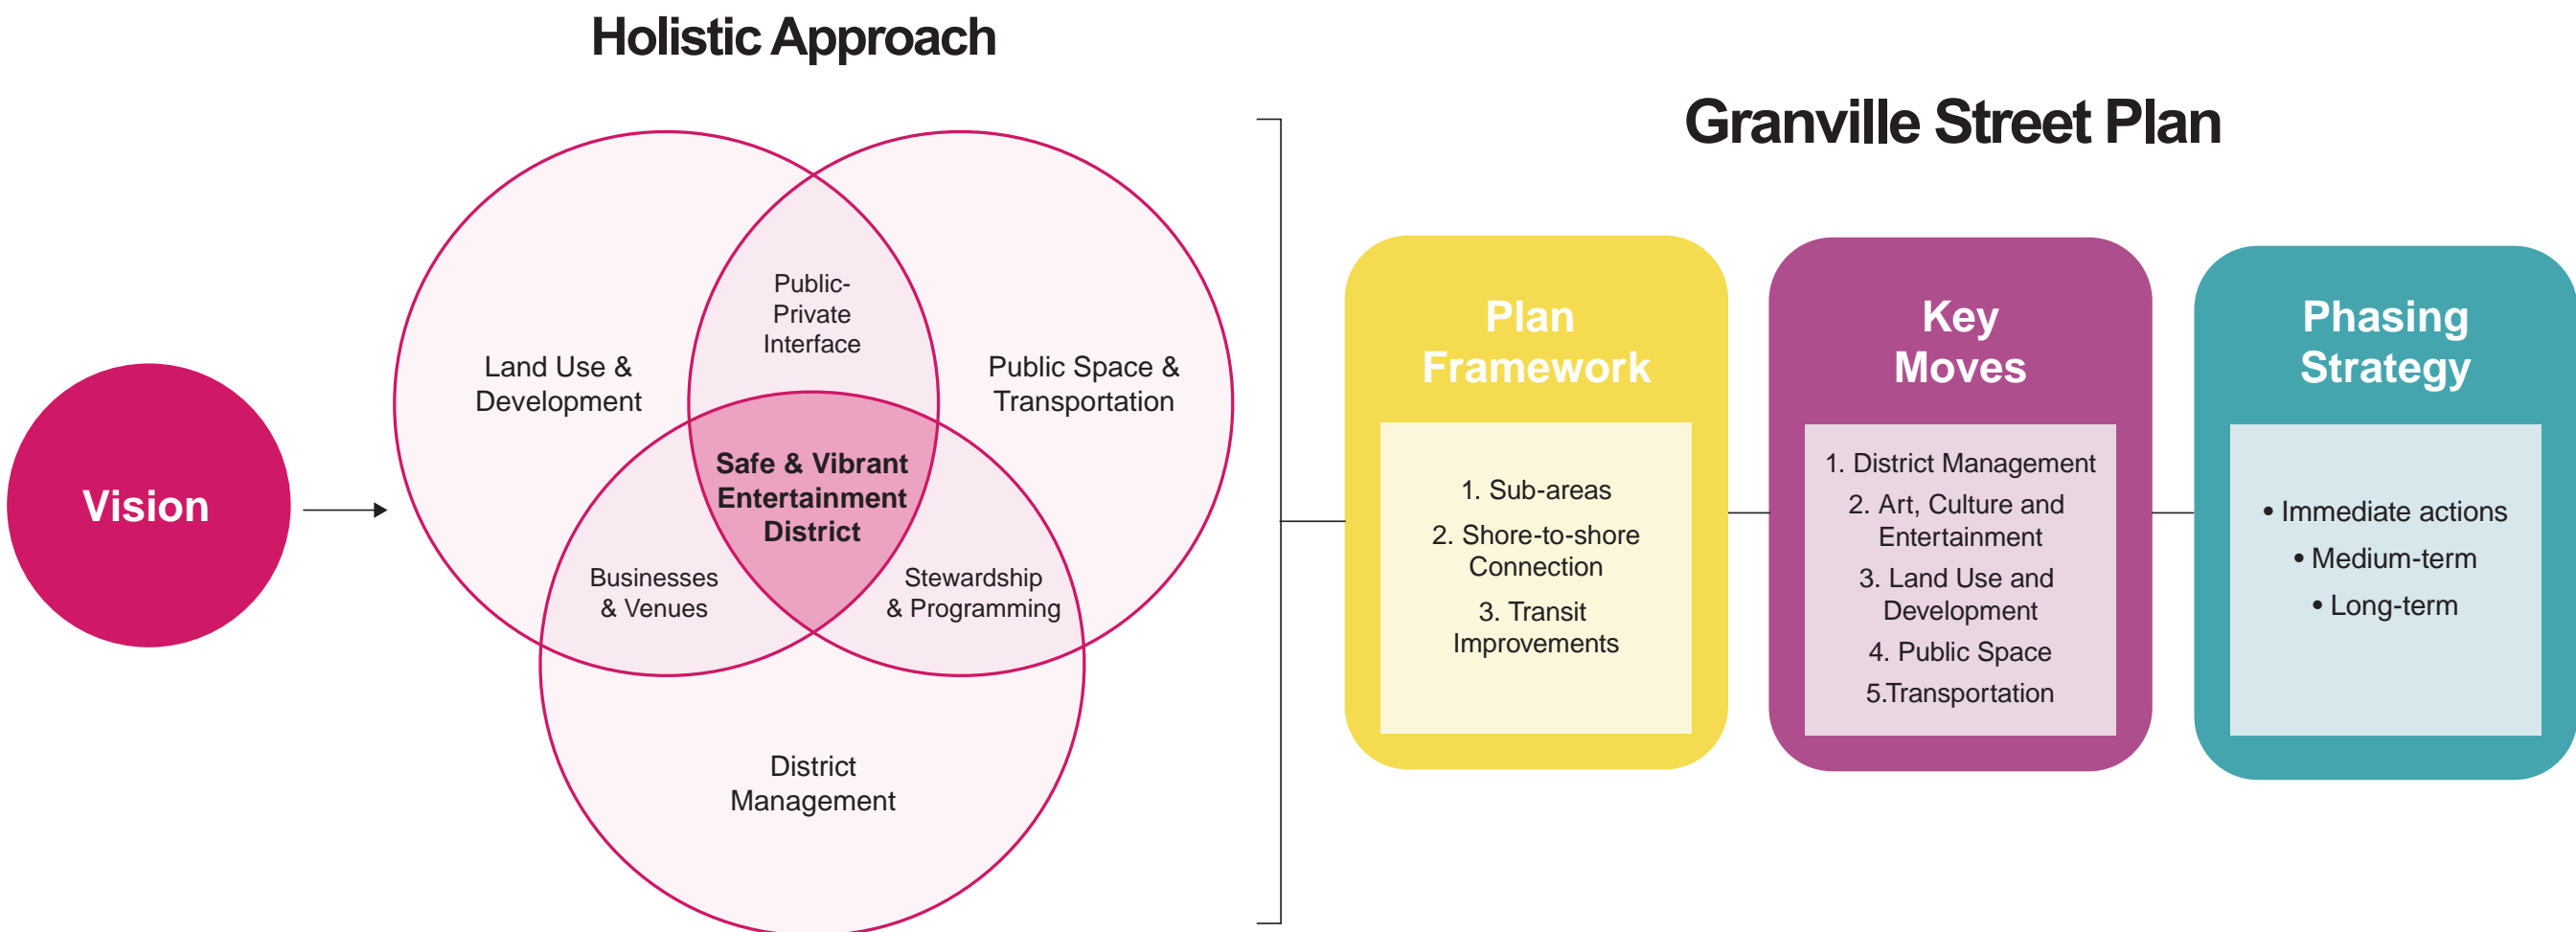 Holistic Approach
Vision
Land Use &
Development
Public-
Private
Interface
Public Space &
Transportation
Safe & Vibrant
Entertainment
District
Businesses
& Venues
Stewardship
& Programming
District
Management
Granville Street Plan
Plan
Framework
1. Sub-areas
2. Shore-to-shore
Connection
3. Transit
Improvements
Key
Moves
1. District Management
2. Art, Culture and
Entertainment
3. Land Use and
Development
4. Public Space
5.Transportation
Phasing
Strategy
• Immediate actions
• Medium-term
• Long-term